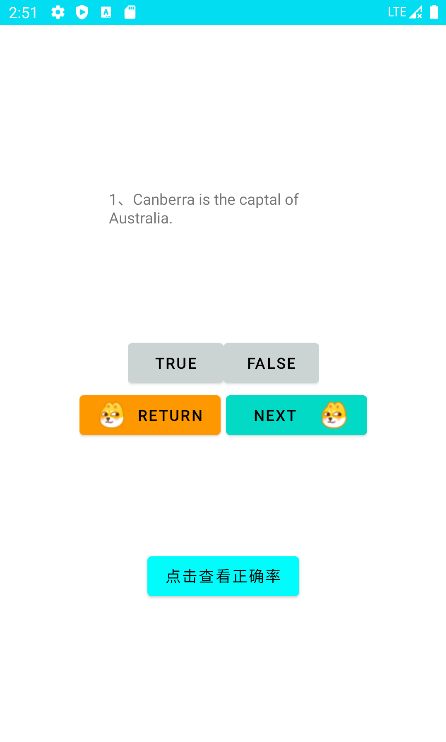 2:51 LTE
1、Canberra is the captal of
Australia.
TRUE FALSE
RETURN NEXT
点击查看正确率